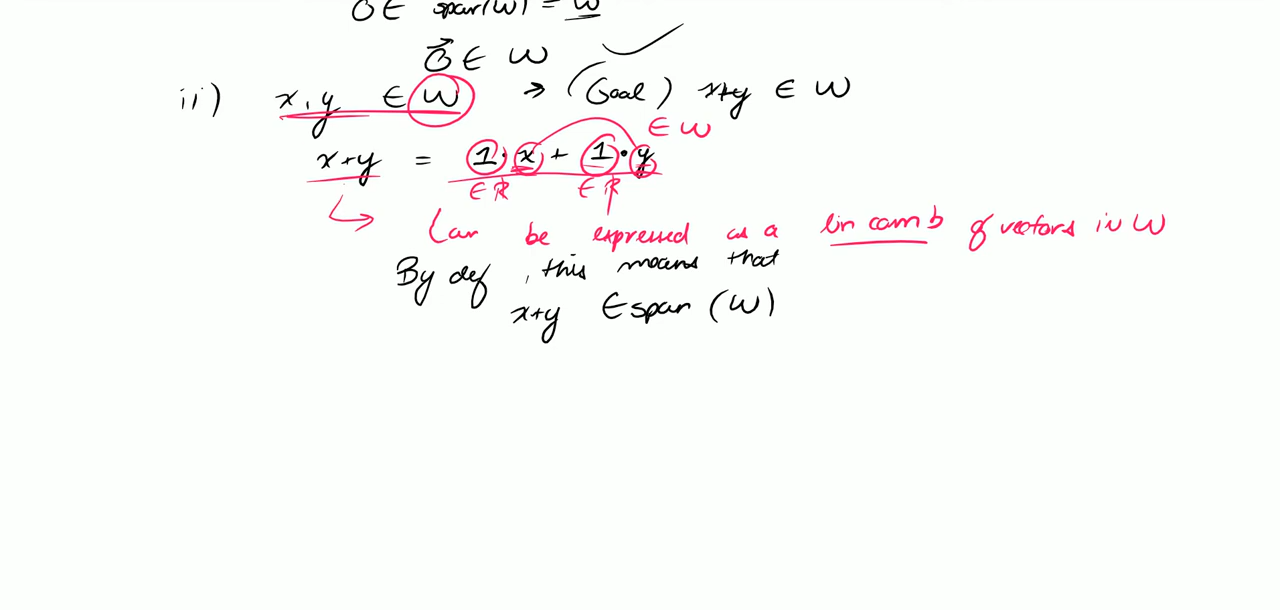 0 ∈ span(W) = W
0⃗ ∈ W ✓
ii) x, y ∈ W → (Goal) x+y ∈ W
∈ W
x+y = 1·x + 1·y
∈ ℝ ∈ ℝ
↳ Can be expressed as a lin comb of vectors in W
By def, this means that
x+y ∈ span (W)